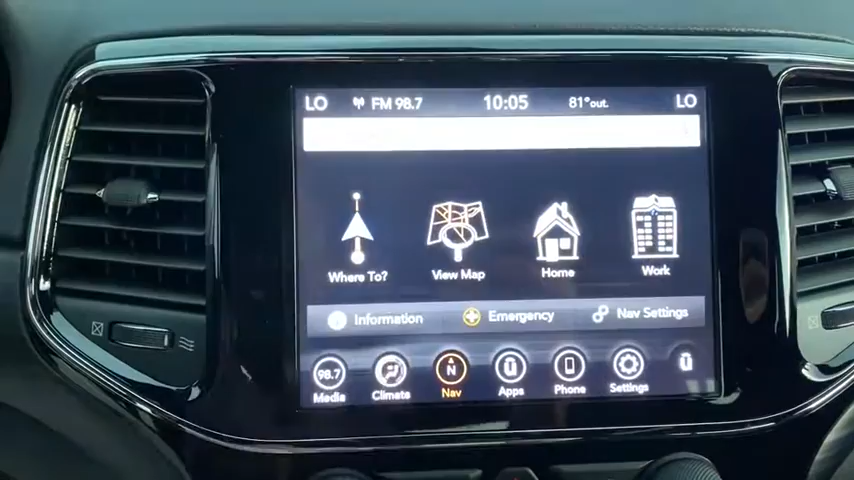 LO FM 98.7 10:05 81°out. LO
Where To? View Map Home Work
Information Emergency Nav Settings
98.7 N
Media Climate Nav Apps Phone Settings